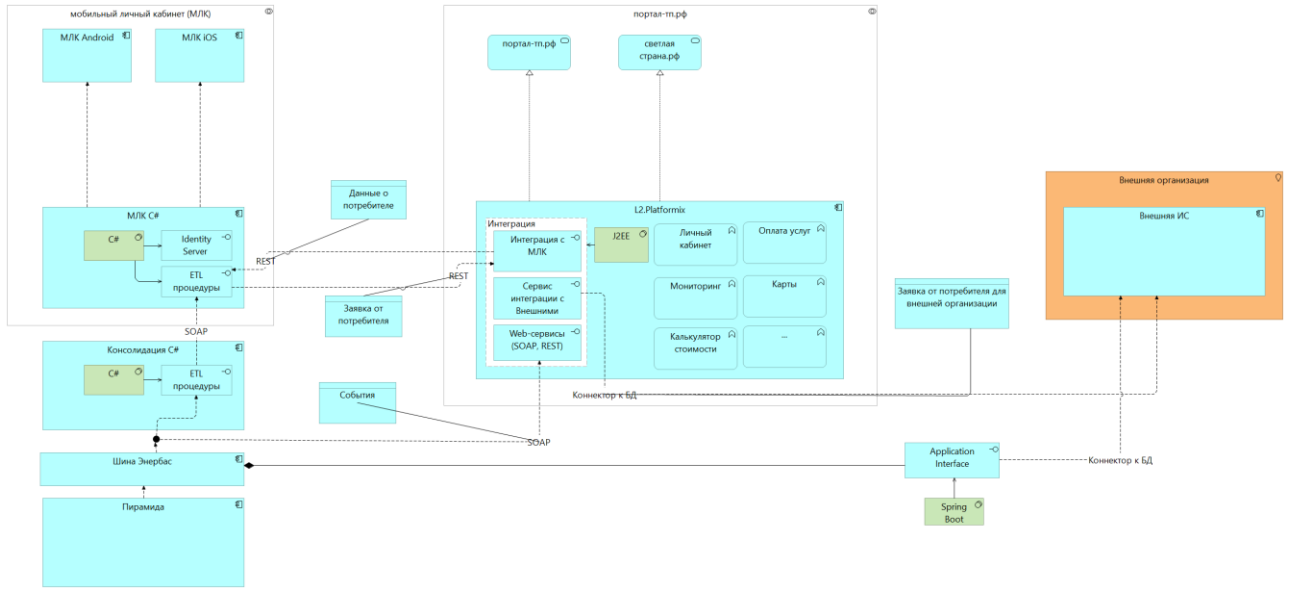 мобильный личный кабинет (МЛК)
МЛК Android
МЛК iOS
МЛК C#
C#
Identity
Server
ETL
процедуры
SOAP
Консолидация C#
C#
ETL
процедуры
Шина Энербас
Пирамида
Данные о
потребителе
REST
REST
Заявка от
потребителя
События
SOAP
портал-тп.рф
портал-тп.рф
светлая
страна.рф
L2.Platformix
Интеграция
Интеграция с
МЛК
Сервис
интеграции с
Внешними
Web-сервисы
(SOAP, REST)
J2EE
Личный
кабинет
Оплата услуг
Мониторинг
Карты
Калькулятор
стоимости
...
Коннектор к БД
Заявка от потребителя для
внешней организации
Внешняя организация
Внешняя ИС
Application
Interface
Коннектор к БД
Spring
Boot